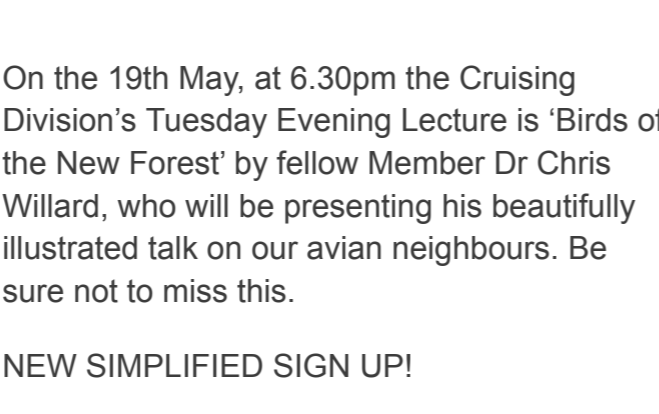 On the 19th May, at 6.30pm the Cruising
Division’s Tuesday Evening Lecture is ‘Birds of
the New Forest’ by fellow Member Dr Chris
Willard, who will be presenting his beautifully
illustrated talk on our avian neighbours. Be
sure not to miss this.
NEW SIMPLIFIED SIGN UP!